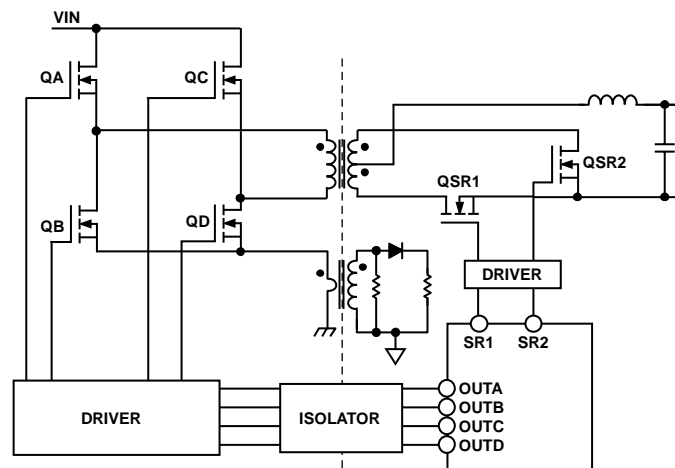 VIN
QA
QC
QSR2
QSR1
QB
QD
DRIVER
SR1
SR2
OUTA
DRIVER
ISOLATOR
OUTB
OUTC
OUTD